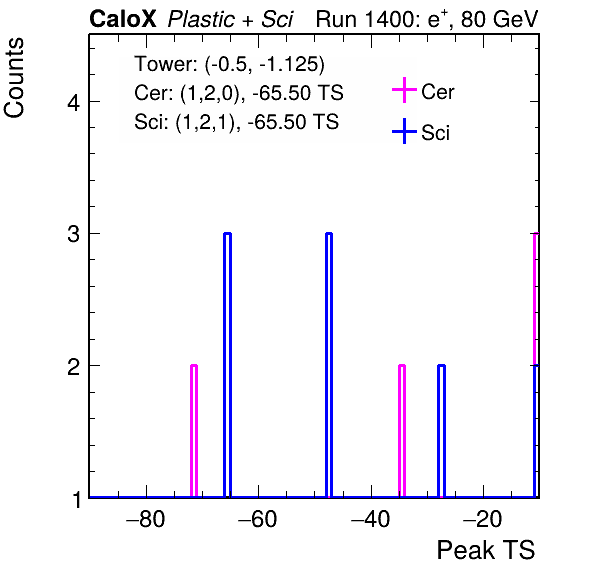 CaloX Plastic + Sci Run 1400: e+, 80 GeV
Tower: (-0.5, -1.125)
Cer: (1,2,0), -65.50 TS
Sci: (1,2,1), -65.50 TS
Cer
Sci
Counts
4
3
2
1
−80 −60 −40 −20
Peak TS